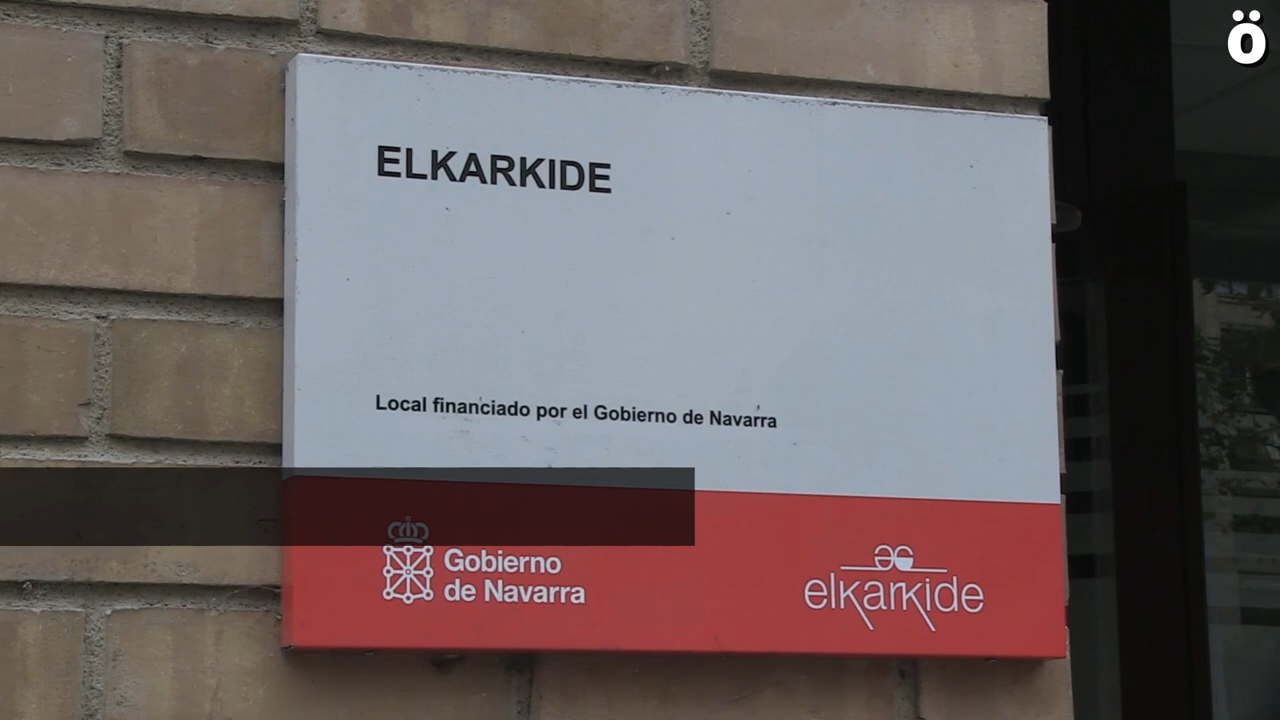 ö
ELKARKIDE
Local financiado por el Gobierno de Navarra
Gobierno
de Navarra
elkarkide